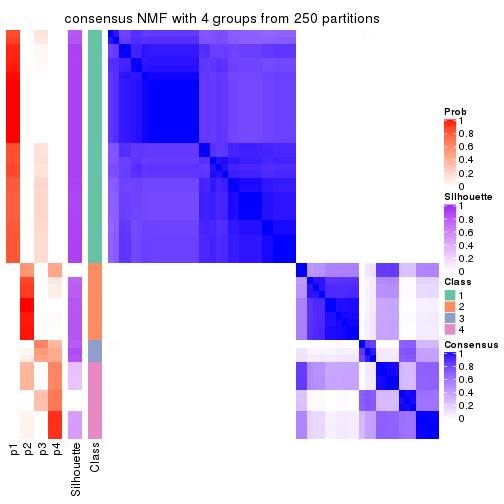 consensus NMF with 4 groups from 250 partitions
Prob
1
0.8
0.6
0.4
0.2
0
Silhouette
1
0.8
0.6
0.4
0.2
0
Class
1
2
3
4
Consensus
1
0.8
0.6
0.4
0.2
0
p1
p2
p3
p4
Silhouette
Class